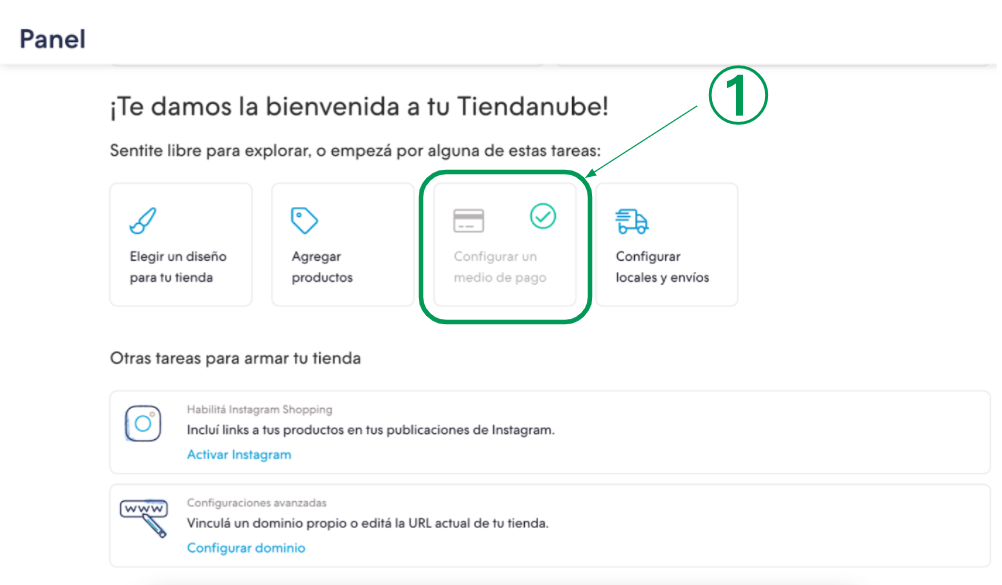 Panel
1
¡Te damos la bienvenida a tu Tiendanube!
Sentite libre para explorar, o empezá por alguna de estas tareas:
Elegir un diseño
para tu tienda
Agregar
productos
Configurar un
medio de pago
Configurar
locales y envíos
Otras tareas para armar tu tienda
Habilitá Instagram Shopping
Incluí links a tus productos en tus publicaciones de Instagram.
Activar Instagram
www
Configuraciones avanzadas
Vinculá un dominio propio o editá la URL actual de tu tienda.
Configurar dominio